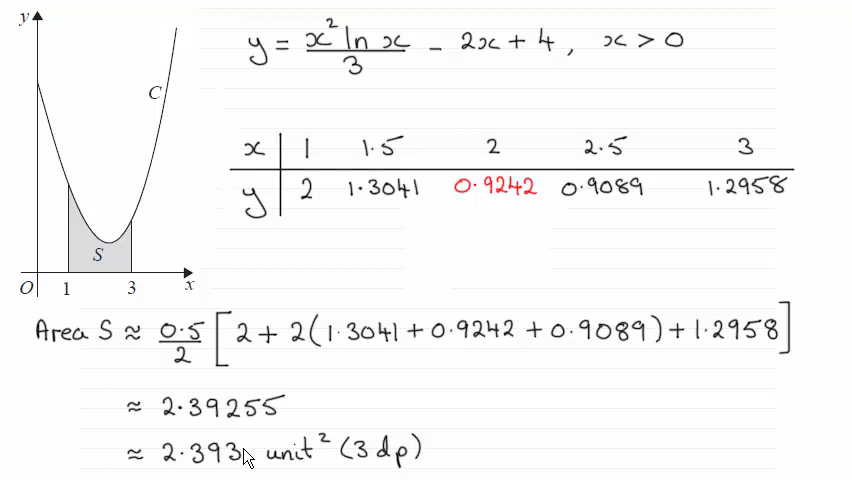 y
y = x² ln x / 3 - 2x + 4, x > 0
C
x 1 1.5 2 2.5 3
y 2 1.3041 0.9242 0.9089 1.2958
S
O 1 3 x
Area S ≈ 0.5/2 [2 + 2(1.3041 + 0.9242 + 0.9089) + 1.2958]
≈ 2.39255
≈ 2.393 unit² (3 dp)